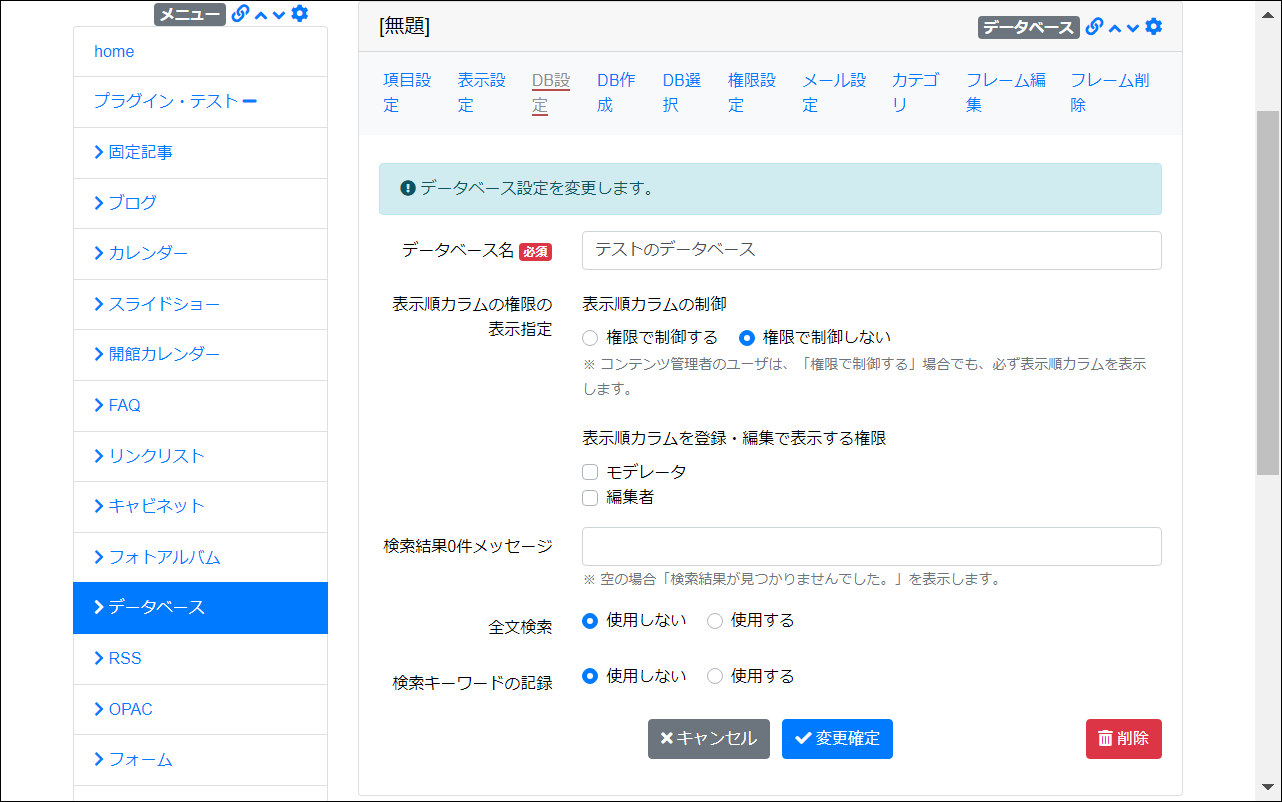 メニュー
home
プラグイン・テスト
固定記事
ブログ
カレンダー
スライドショー
開館カレンダー
FAQ
リンクリスト
キャビネット
フォトアルバム
データベース
RSS
OPAC
フォーム
[無題]
データベース
項目設定
表示設定
DB設定
DB作成
DB選択
権限設定
メール設定
カテゴリ
フレーム編集
フレーム削除
データベース設定を変更します。
データベース名 必須
テストのデータベース
表示順カラムの権限の
表示指定
表示順カラムの制御
権限で制御する 権限で制御しない
※ コンテンツ管理者のユーザは、「権限で制御する」場合でも、必ず表示順カラムを表示
します。
表示順カラムを登録・編集で表示する権限
モデレータ
編集者
検索結果0件メッセージ
※ 空の場合「検索結果が見つかりませんでした。」を表示します。
全文検索
使用しない 使用する
検索キーワードの記録
使用しない 使用する
キャンセル 変更確定 削除